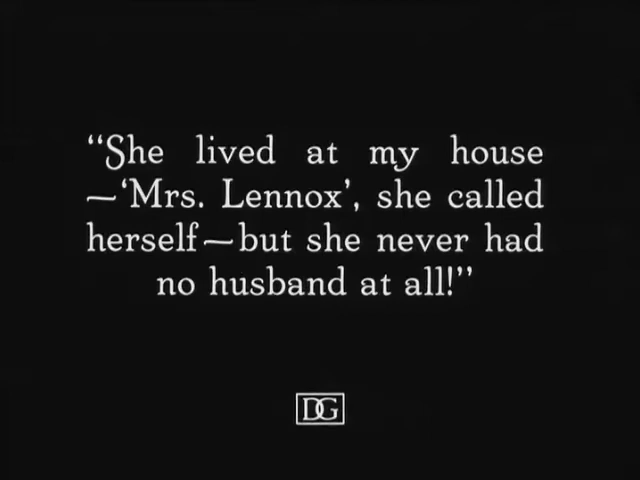 “She lived at my house
—‘Mrs. Lennox’, she called
herself—but she never had
no husband at all!”
DG